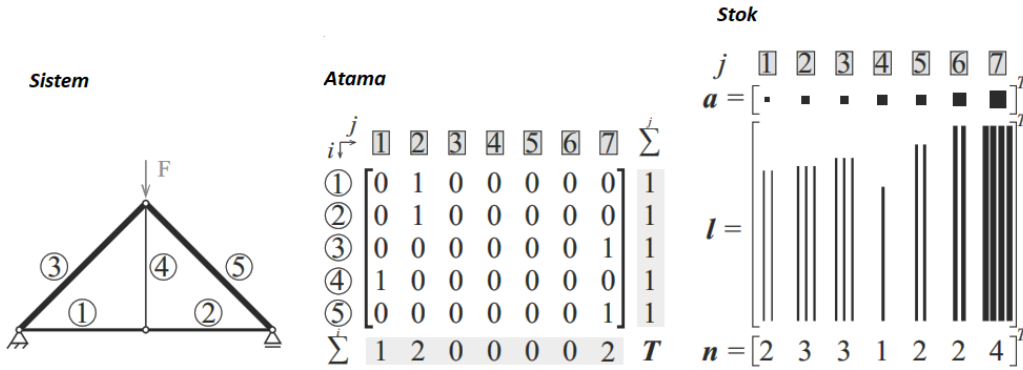 Sistem
F
③ ④ ⑤
① ②
Atama
j
i 1 2 3 4 5 6 7 j ∑
① 0 1 0 0 0 0 0 1
② 0 1 0 0 0 0 0 1
③ 0 0 0 0 0 0 1 1
④ 1 0 0 0 0 0 0 1
⑤ 0 0 0 0 0 0 1 1
i ∑ 1 2 0 0 0 0 2 T
Stok
j 1 2 3 4 5 6 7
a = [ ]ᵀ
l = [ ]ᵀ
n = [2 3 3 1 2 2 4]ᵀ